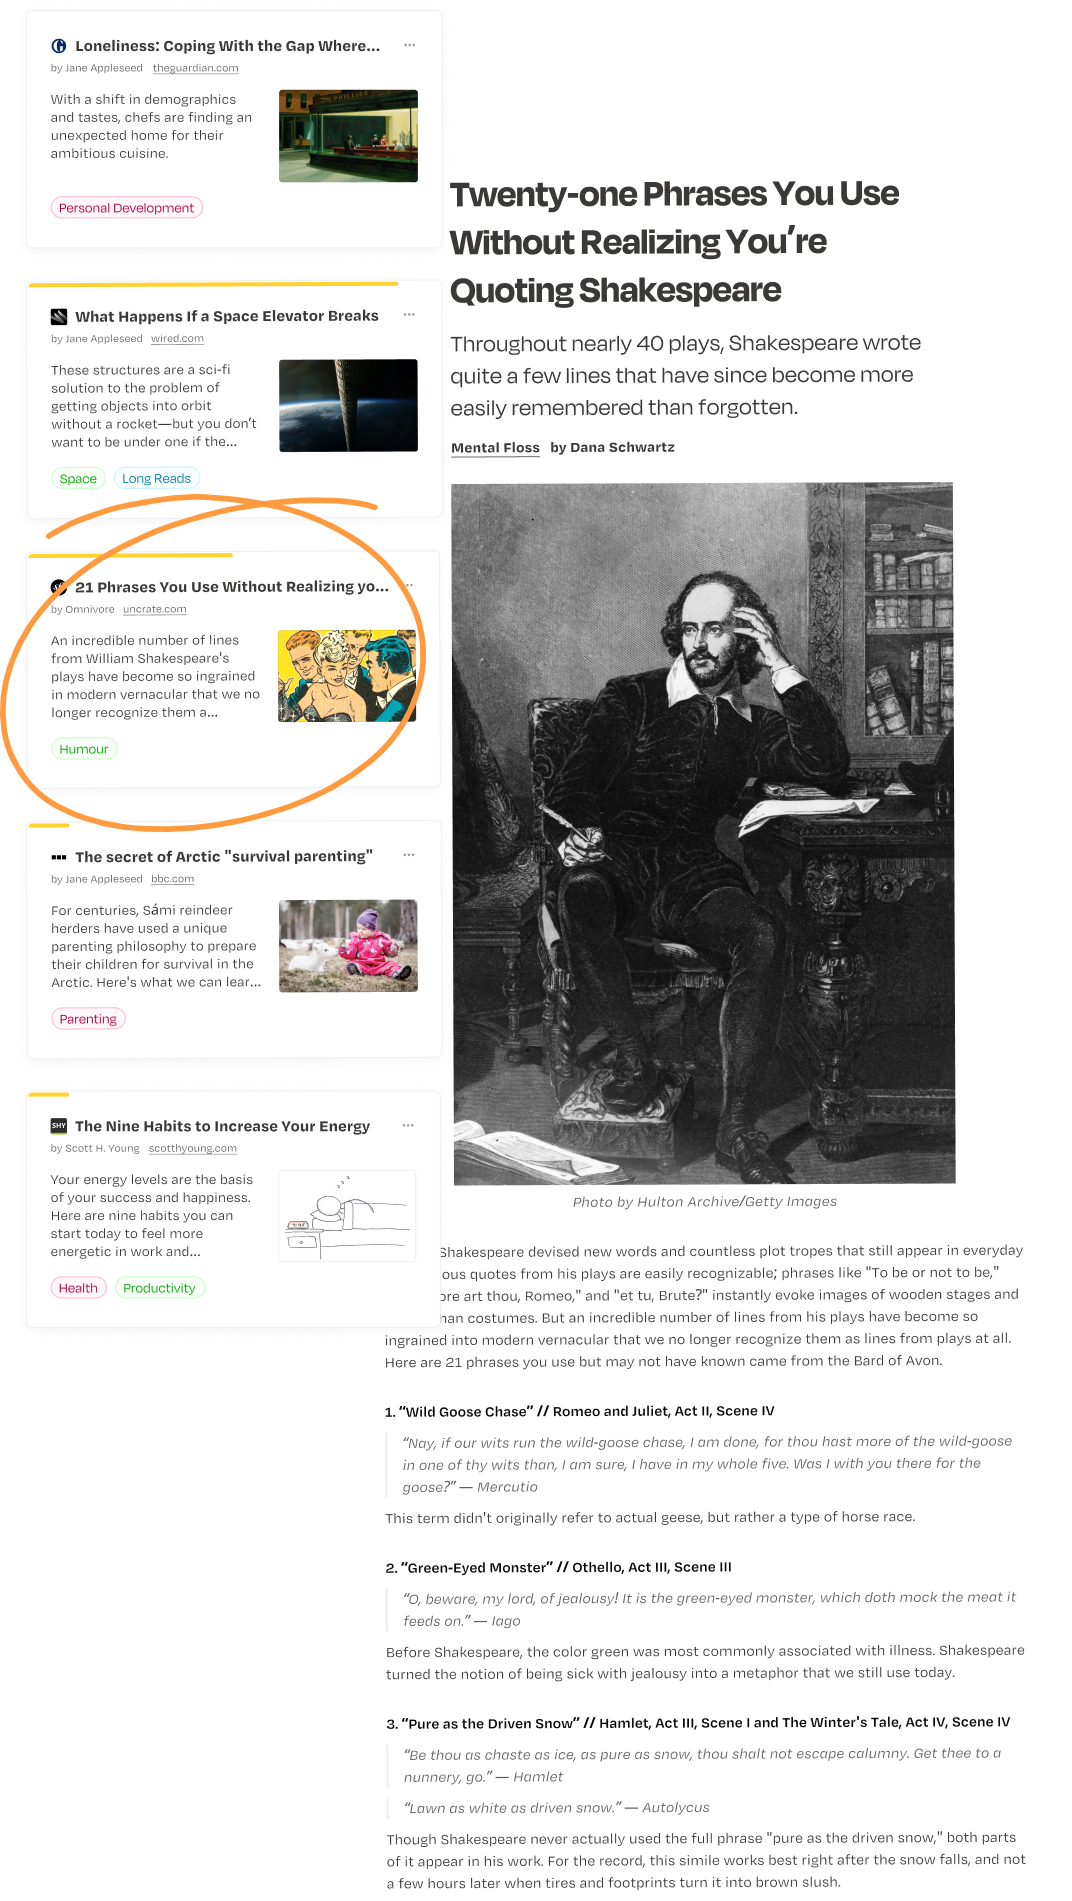 Loneliness: Coping With the Gap Where...
by Jane Appleseed theguardian.com
With a shift in demographics
and tastes, chefs are finding an
unexpected home for their
ambitious cuisine.
Personal Development
What Happens If a Space Elevator Breaks
by Jane Appleseed wired.com
These structures are a sci-fi
solution to the problem of
getting objects into orbit
without a rocket—but you don't
want to be under one if the...
Space Long Reads
21 Phrases You Use Without Realizing yo...
by Omnivore uncrate.com
An incredible number of lines
from William Shakespeare's
plays have become so ingrained
in modern vernacular that we no
longer recognize them a...
Humour
The secret of Arctic "survival parenting"
by Jane Appleseed bbc.com
For centuries, Sámi reindeer
herders have used a unique
parenting philosophy to prepare
their children for survival in the
Arctic. Here's what we can lear...
Parenting
SHY
The Nine Habits to Increase Your Energy
by Scott H. Young scotthyoung.com
Your energy levels are the basis
of your success and happiness.
Here are nine habits you can
start today to feel more
energetic in work and...
Health Productivity
Twenty-one Phrases You Use
Without Realizing You're
Quoting Shakespeare
Throughout nearly 40 plays, Shakespeare wrote
quite a few lines that have since become more
easily remembered than forgotten.
Mental Floss by Dana Schwartz
Photo by Hulton Archive/Getty Images
Shakespeare devised new words and countless plot tropes that still appear in everyday
ous quotes from his plays are easily recognizable; phrases like "To be or not to be,"
ore art thou, Romeo," and "et tu, Brute?" instantly evoke images of wooden stages and
han costumes. But an incredible number of lines from his plays have become so
ingrained into modern vernacular that we no longer recognize them as lines from plays at all.
Here are 21 phrases you use but may not have known came from the Bard of Avon.
1. "Wild Goose Chase" // Romeo and Juliet, Act II, Scene IV
"Nay, if our wits run the wild-goose chase, I am done, for thou hast more of the wild-goose
in one of thy wits than, I am sure, I have in my whole five. Was I with you there for the
goose?" — Mercutio
This term didn't originally refer to actual geese, but rather a type of horse race.
2. "Green-Eyed Monster" // Othello, Act III, Scene III
"O, beware, my lord, of jealousy! It is the green-eyed monster, which doth mock the meat it
feeds on." — Iago
Before Shakespeare, the color green was most commonly associated with illness. Shakespeare
turned the notion of being sick with jealousy into a metaphor that we still use today.
3. "Pure as the Driven Snow" // Hamlet, Act III, Scene I and The Winter's Tale, Act IV, Scene IV
"Be thou as chaste as ice, as pure as snow, thou shalt not escape calumny. Get thee to a
nunnery, go." — Hamlet
"Lawn as white as driven snow." — Autolycus
Though Shakespeare never actually used the full phrase "pure as the driven snow," both parts
of it appear in his work. For the record, this simile works best right after the snow falls, and not
a few hours later when tires and footprints turn it into brown slush.